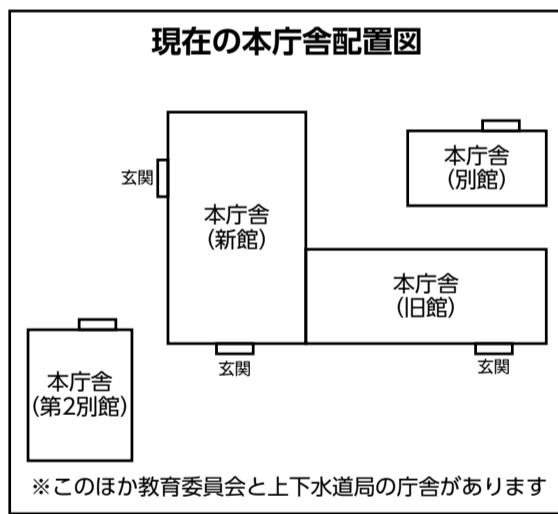 現在の本庁舎配置図
玄関
本庁舎
(新館)
本庁舎
(別館)
本庁舎
(旧館)
玄関
玄関
本庁舎
(第2別館)
※このほか教育委員会と上下水道局の庁舎があります